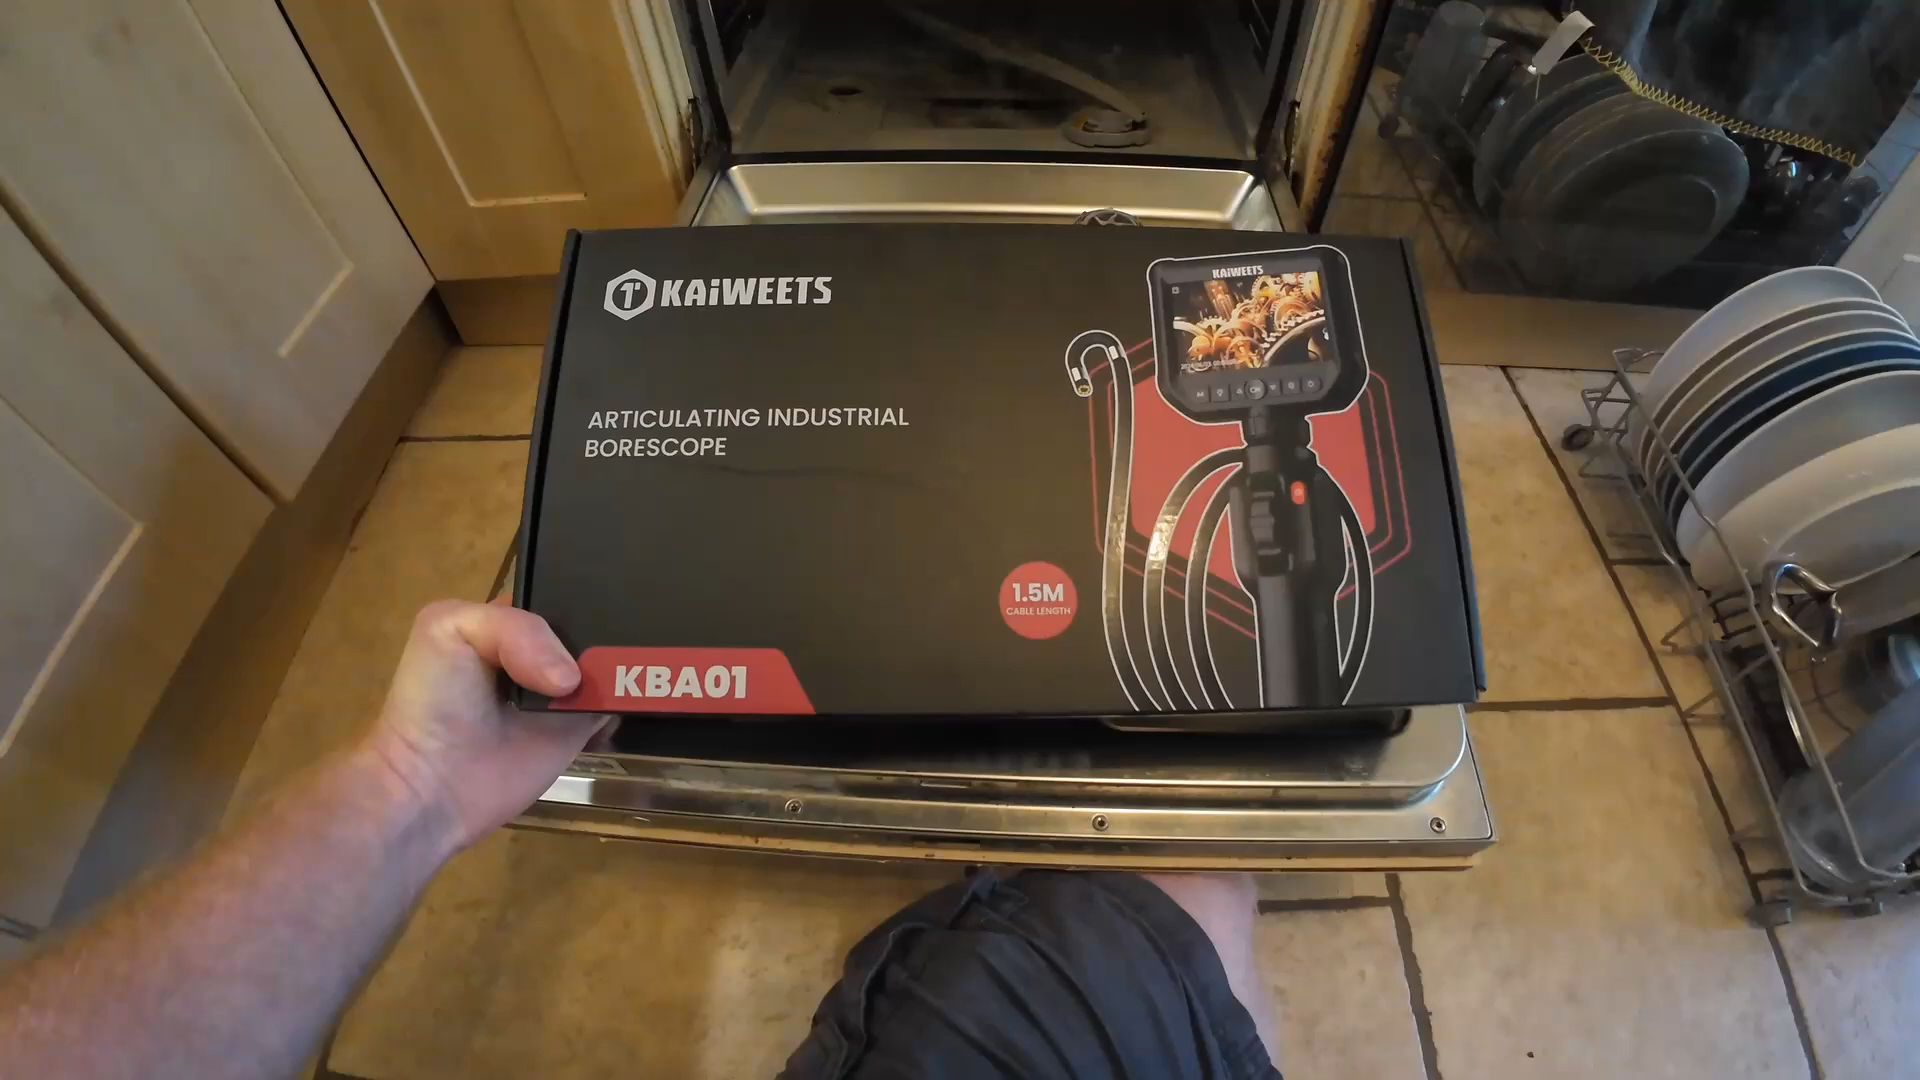 KAiWEETS
ARTICULATING INDUSTRIAL
BORESCOPE
KAiWEETS
1.5M
CABLE LENGTH
KBA01